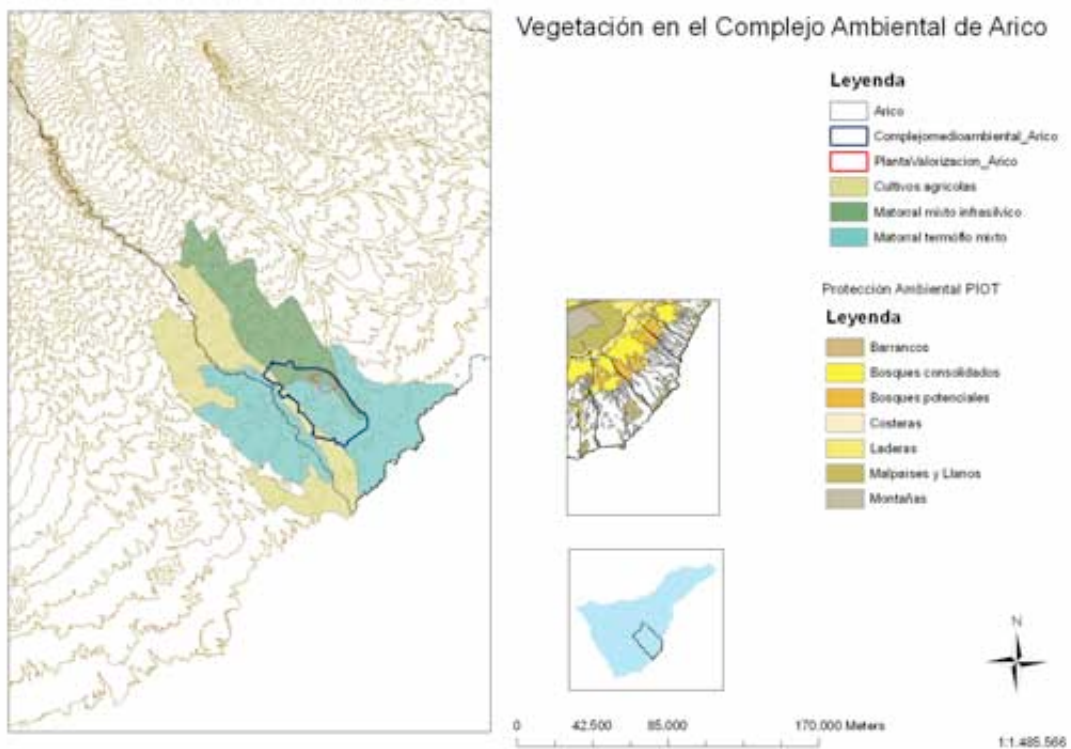 Vegetación en el Complejo Ambiental de Arico
Leyenda
Arico
Complejomedioambiental_Arico
PlantaValorizacion_Arico
Cultivos agrícolas
Matorral mixto infrasilvico
Matorral termófilo mixto
Protección Ambiental PIOT
Leyenda
Barrancos
Bosques consolidados
Bosques potenciales
Costeras
Laderas
Malpaises y Llanos
Montañas
N
0 42.500 85.000 170.000 Meters
1:1.485.566